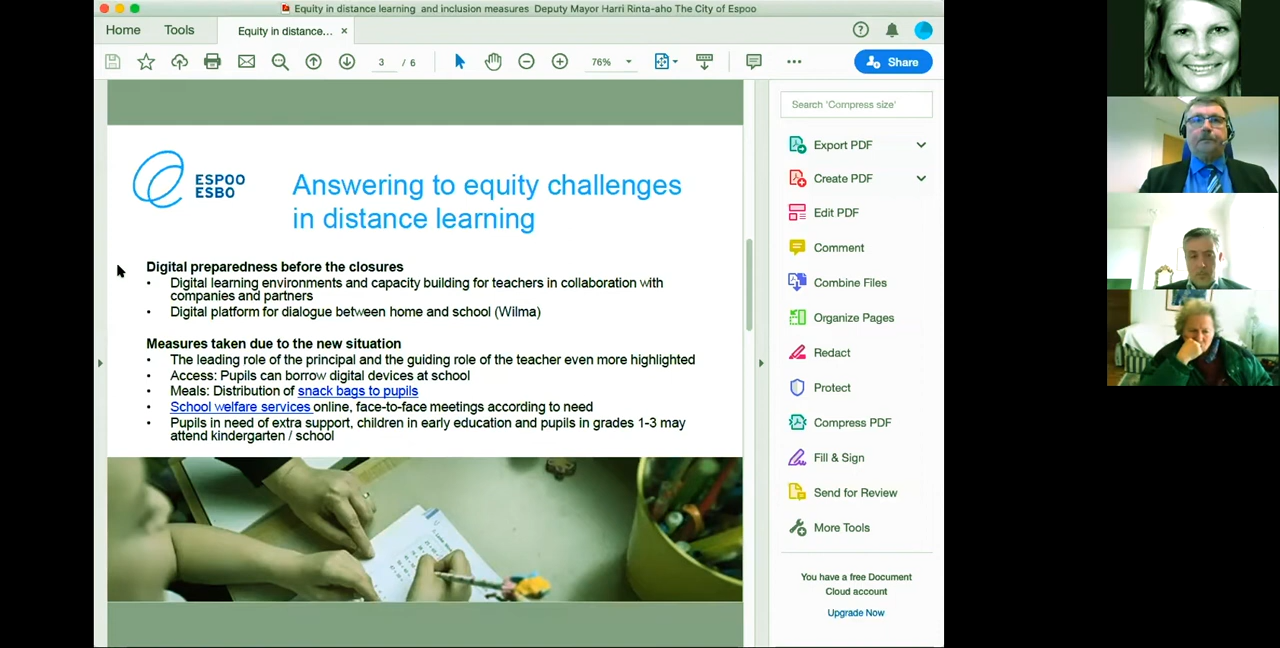 Equity in distance learning and inclusion measures Deputy Mayor Harri Rinta-aho The City of Espoo
Home
Tools
Equity in distance...
3 / 6
76%
Share
Search 'Compress size'
ESPOO
ESBO
Answering to equity challenges
in distance learning
Digital preparedness before the closures
• Digital learning environments and capacity building for teachers in collaboration with
companies and partners
• Digital platform for dialogue between home and school (Wilma)
Measures taken due to the new situation
• The leading role of the principal and the guiding role of the teacher even more highlighted
• Access: Pupils can borrow digital devices at school
• Meals: Distribution of snack bags to pupils
• School welfare services online, face-to-face meetings according to need
• Pupils in need of extra support, children in early education and pupils in grades 1-3 may
attend kindergarten / school
Export PDF
Create PDF
Edit PDF
Comment
Combine Files
Organize Pages
Redact
Protect
Compress PDF
Fill & Sign
Send for Review
More Tools
You have a free Document
Cloud account
Upgrade Now